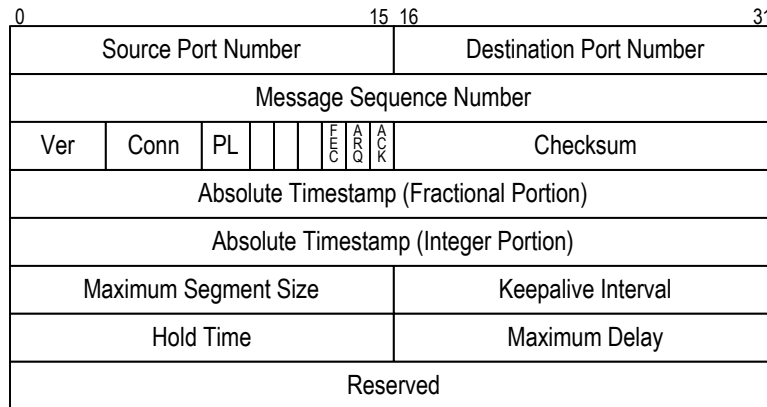 0 15 16 31
Source Port Number Destination Port Number
Message Sequence Number
Ver Conn PL FEC ARQ ACK Checksum
Absolute Timestamp (Fractional Portion)
Absolute Timestamp (Integer Portion)
Maximum Segment Size Keepalive Interval
Hold Time Maximum Delay
Reserved